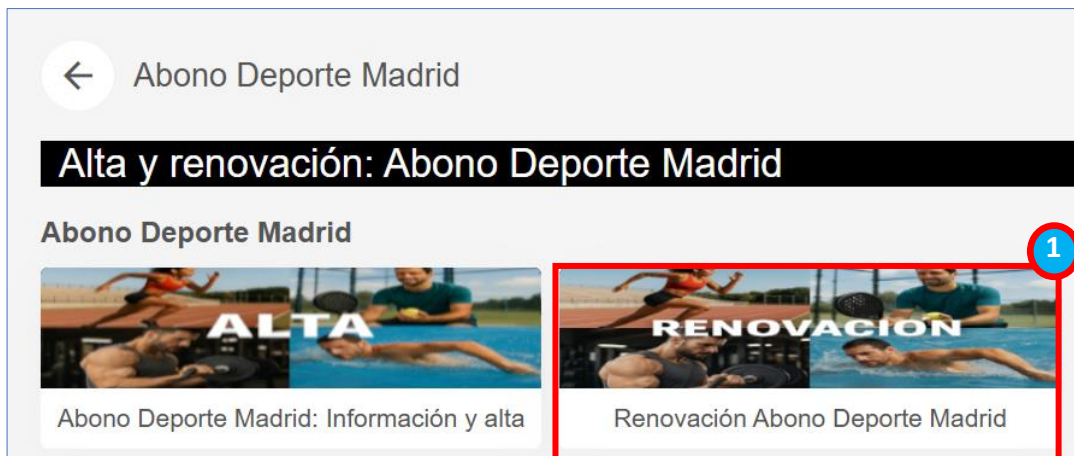 Abono Deporte Madrid
Alta y renovación: Abono Deporte Madrid
Abono Deporte Madrid
1
ALTA
RENOVACIÓN
Abono Deporte Madrid: Información y alta
Renovación Abono Deporte Madrid